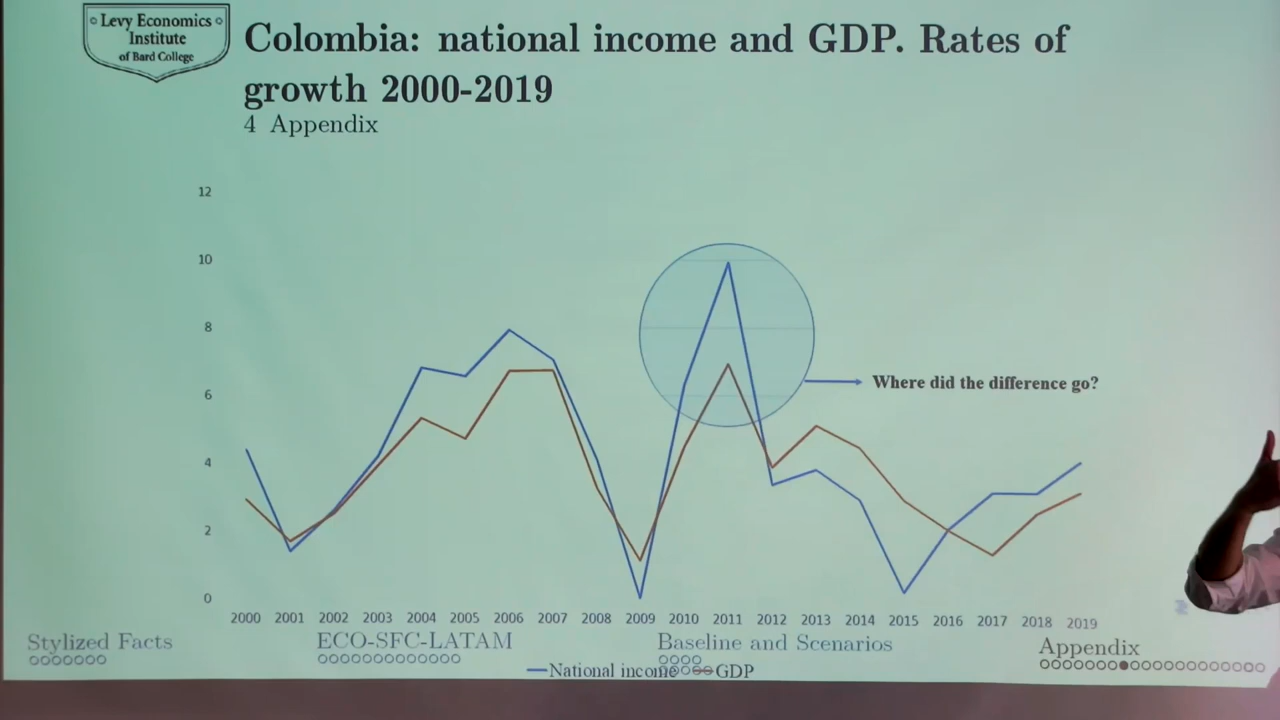 Levy Economics
Institute
of Bard College
Colombia: national income and GDP. Rates of
growth 2000-2019
4 Appendix
12
10
8
6
4
2
0
Where did the difference go?
2000 2001 2002 2003 2004 2005 2006 2007 2008 2009 2010 2011 2012 2013 2014 2015 2016 2017 2018 2019
Stylized Facts ECO-SFC-LATAM Baseline and Scenarios Appendix
National income GDP